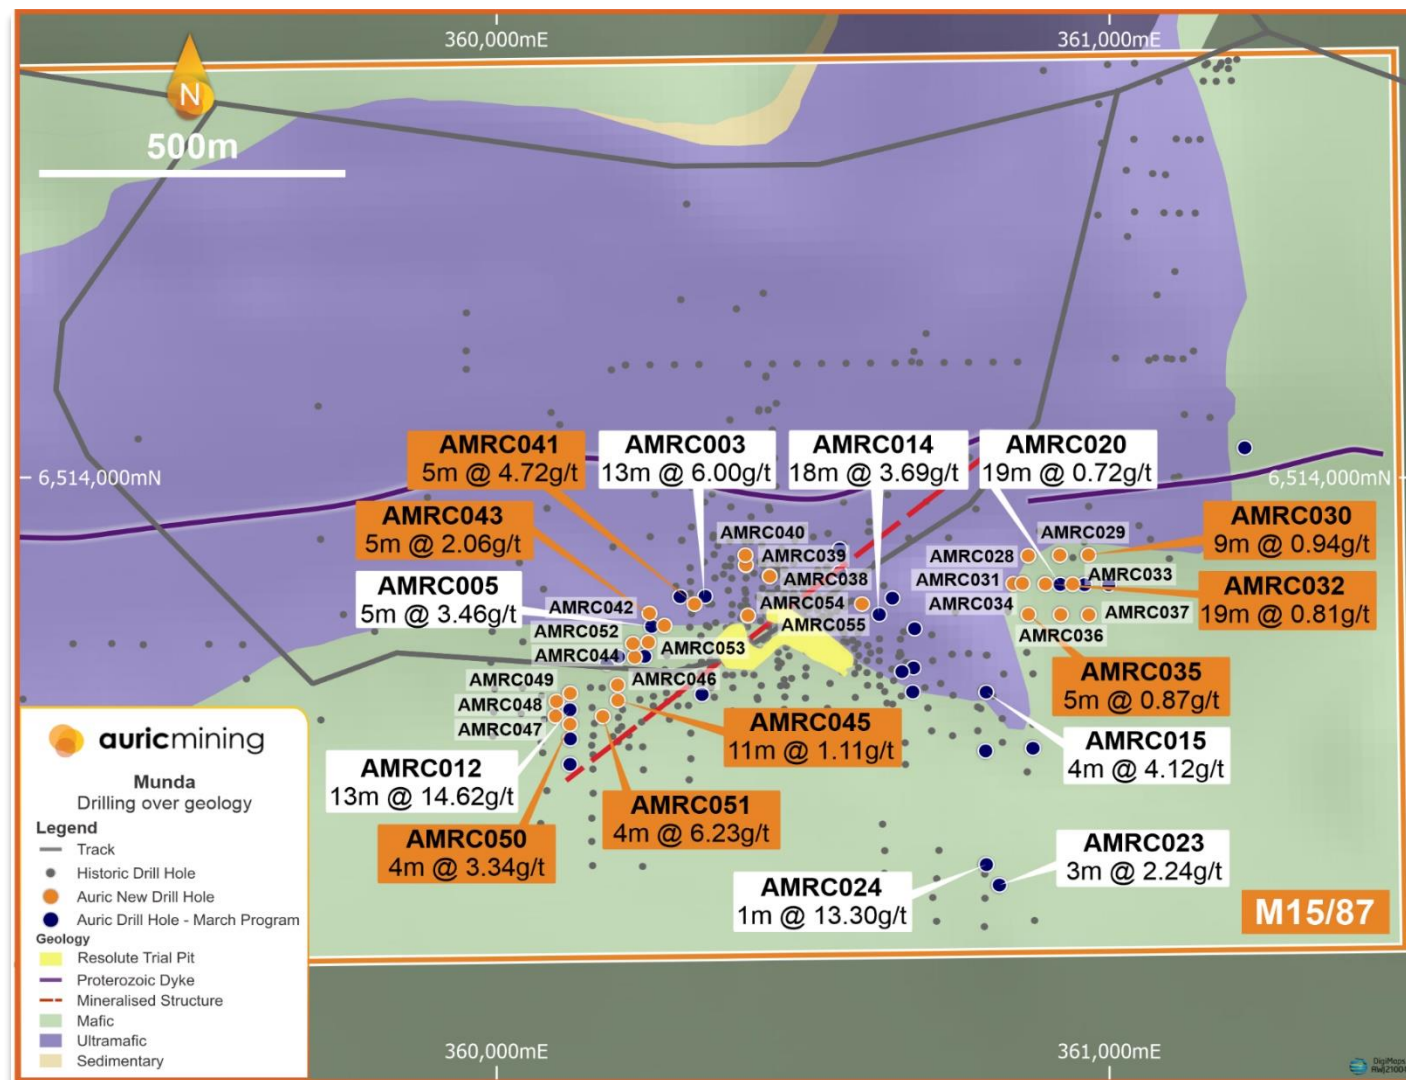 360,000mE
361,000mE
N
500m
AMRC041
5m @ 4.72g/t
AMRC003
13m @ 6.00g/t
AMRC014
18m @ 3.69g/t
AMRC020
19m @ 0.72g/t
6,514,000mN
6,514,000mN
AMRC043
5m @ 2.06g/t
AMRC040
AMRC039
AMRC038
AMRC028
AMRC029
AMRC030
9m @ 0.94g/t
AMRC005
5m @ 3.46g/t
AMRC031
AMRC033
AMRC032
19m @ 0.81g/t
AMRC042
AMRC054
AMRC055
AMRC034
AMRC037
AMRC036
AMRC052
AMRC053
AMRC044
AMRC035
5m @ 0.87g/t
AMRC049
AMRC046
AMRC048
AMRC047
AMRC045
11m @ 1.11g/t
AMRC015
4m @ 4.12g/t
AMRC012
13m @ 14.62g/t
AMRC051
4m @ 6.23g/t
AMRC050
4m @ 3.34g/t
AMRC023
3m @ 2.24g/t
AMRC024
1m @ 13.30g/t
M15/87
auricmining
Munda
Drilling over geology
Legend
Track
Historic Drill Hole
Auric New Drill Hole
Auric Drill Hole - March Program
Geology
Resolute Trial Pit
Proterozoic Dyke
Mineralised Structure
Mafic
Ultramafic
Sedimentary
360,000mE
361,000mE
DigiMaps